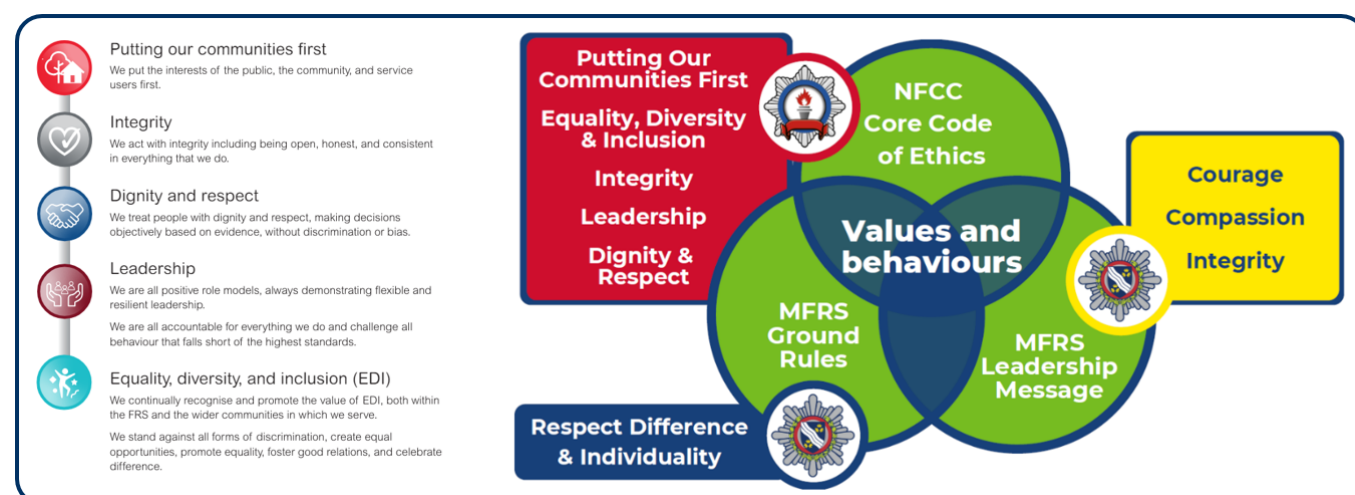 Putting our communities first
We put the interests of the public, the community, and service
users first.
Integrity
We act with integrity including being open, honest, and consistent
in everything that we do.
Dignity and respect
We treat people with dignity and respect, making decisions
objectively based on evidence, without discrimination or bias.
Leadership
We are all positive role models, always demonstrating flexible and
resilient leadership.
We are all accountable for everything we do and challenge all
behaviour that falls short of the highest standards.
Equality, diversity, and inclusion (EDI)
We continually recognise and promote the value of EDI, both within
the FRS and the wider communities in which we serve.
We stand against all forms of discrimination, create equal
opportunities, promote equality, foster good relations, and celebrate
difference.
Putting Our
Communities First
Equality, Diversity
& Inclusion
Integrity
Leadership
Dignity &
Respect
NFCC
Core Code
of Ethics
Values and
behaviours
MFRS
Ground
Rules
MFRS
Leadership
Message
Courage
Compassion
Integrity
Respect Difference
& Individuality